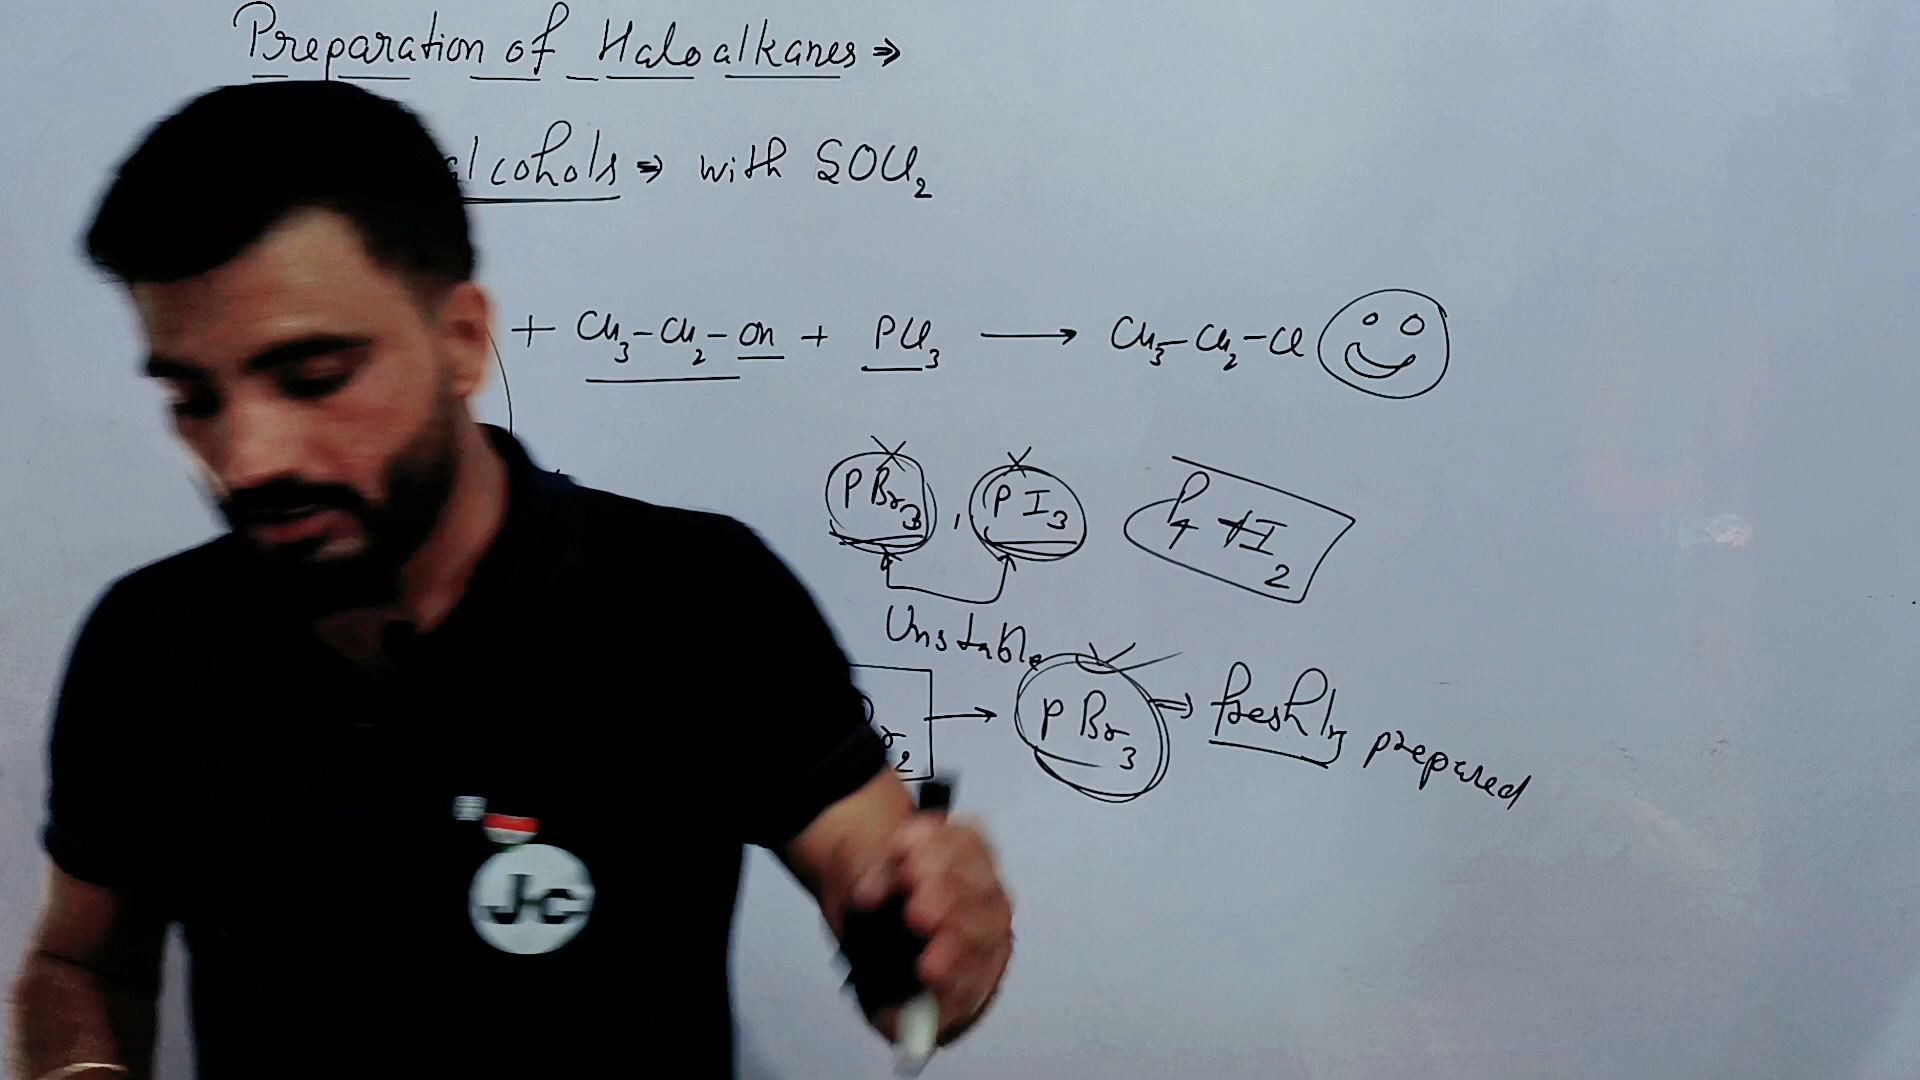 Preparation of Haloalkanes ⇒
alcohols ⇒ with SOCl₂
+ CH₃-CH₂-OH + PCl₃ ⟶ CH₃-CH₂-Cl
PBr₃, PI₃ P₄ + I₂
Unstable
r₂ → PBr₃ ⇒ freshly prepared
J-C